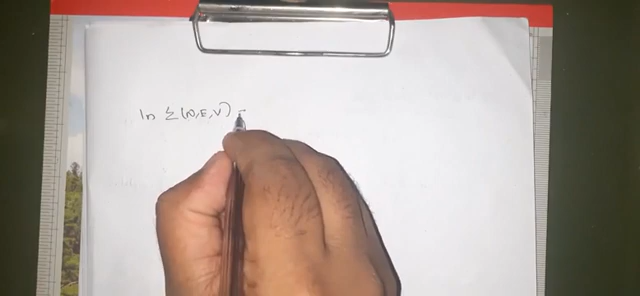 ln Σ(N,E,V) =